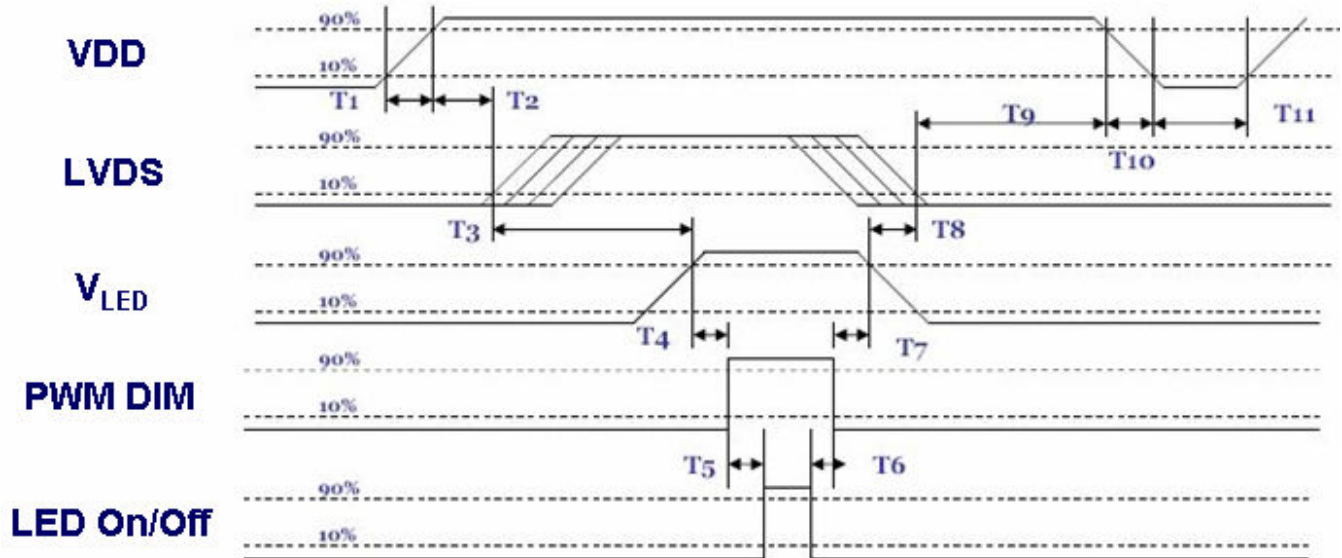 VDD
90%
10%
T1
T2
T9
T10
T11
LVDS
90%
10%
T3
T8
V_LED
90%
10%
T4
T7
PWM DIM
90%
10%
T5
T6
LED On/Off
90%
10%